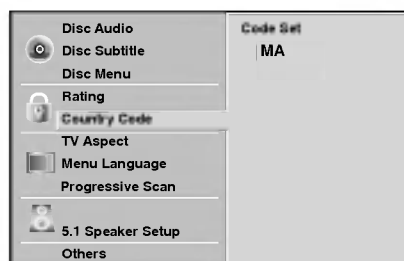 Disc Audio
Disc Subtitle
Disc Menu
Rating
Country Code
TV Aspect
Menu Language
Progressive Scan
5.1 Speaker Setup
Others
Code Set
MA